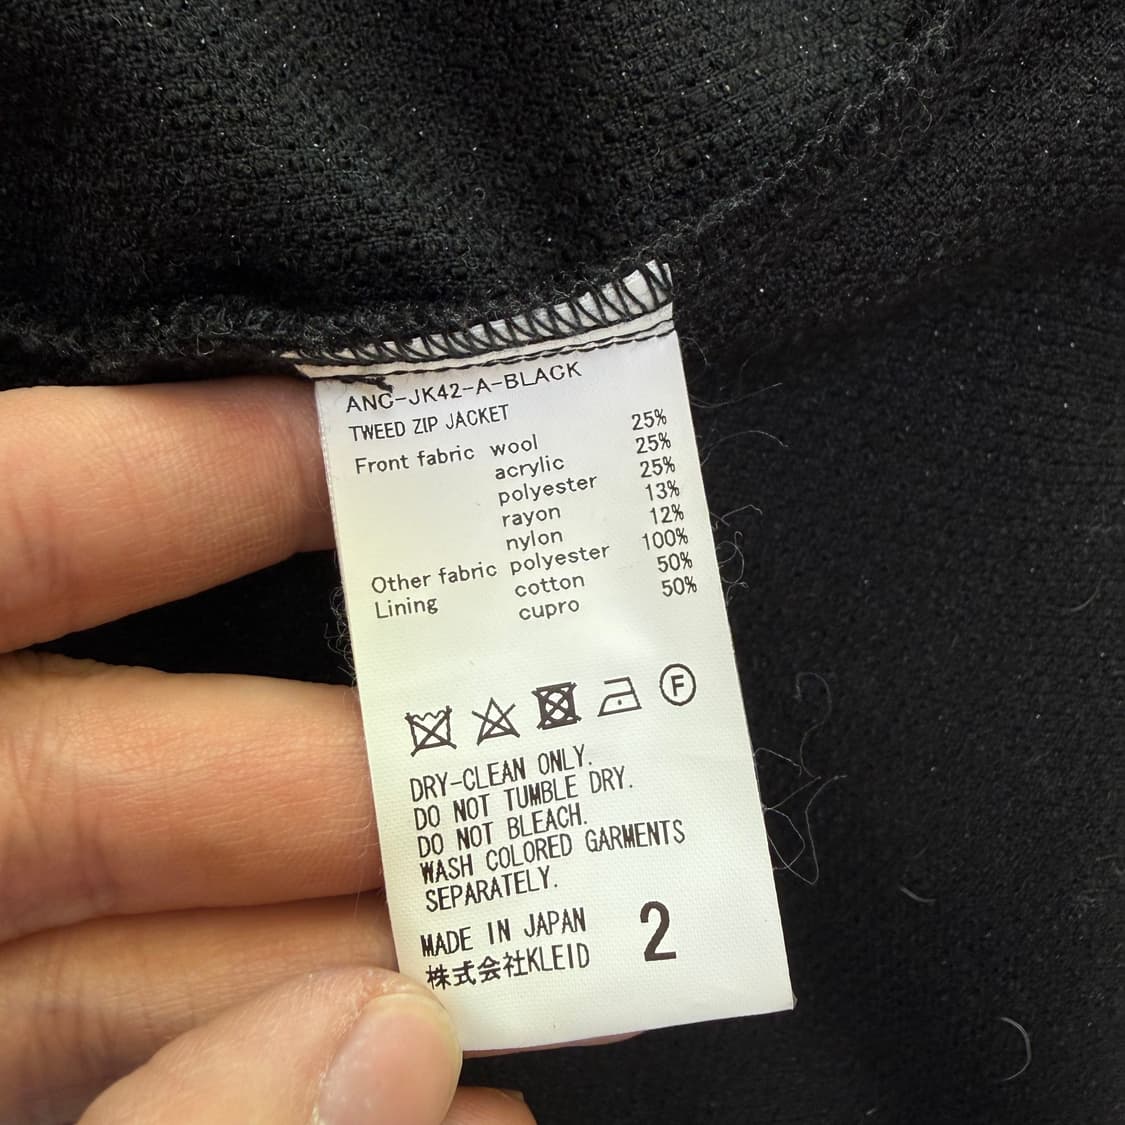 ANC-JK42-A-BLACK
TWEED ZIP JACKET
Front fabric wool 25%
acrylic 25%
polyester 25%
rayon 13%
nylon 12%
Other fabric polyester 100%
Lining cotton 50%
cupro 50%
F
DRY-CLEAN ONLY.
DO NOT TUMBLE DRY.
DO NOT BLEACH.
WASH COLORED GARMENTS
SEPARATELY.
MADE IN JAPAN
株式会社KLEID
2